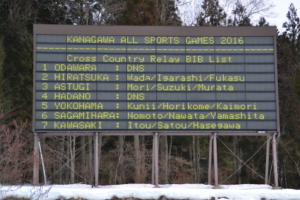 KANAGAWA ALL SPORTS GAMES 2016
Cross Country Relay BIB List
1 ODAWARA : DNS
2 HIRATSUKA : Wada/Igarashi/Fukasu
3 ASTUGI : Mori/Suzuki/Murata
4 HADANO : DNS
5 YOKOHAMA : Kunii/Horikome/Kaimori
6 SAGAMIHARA: Nomoto/Nawata/Yamashita
7 KAWASAKI : Itou/Satou/Hasegawa